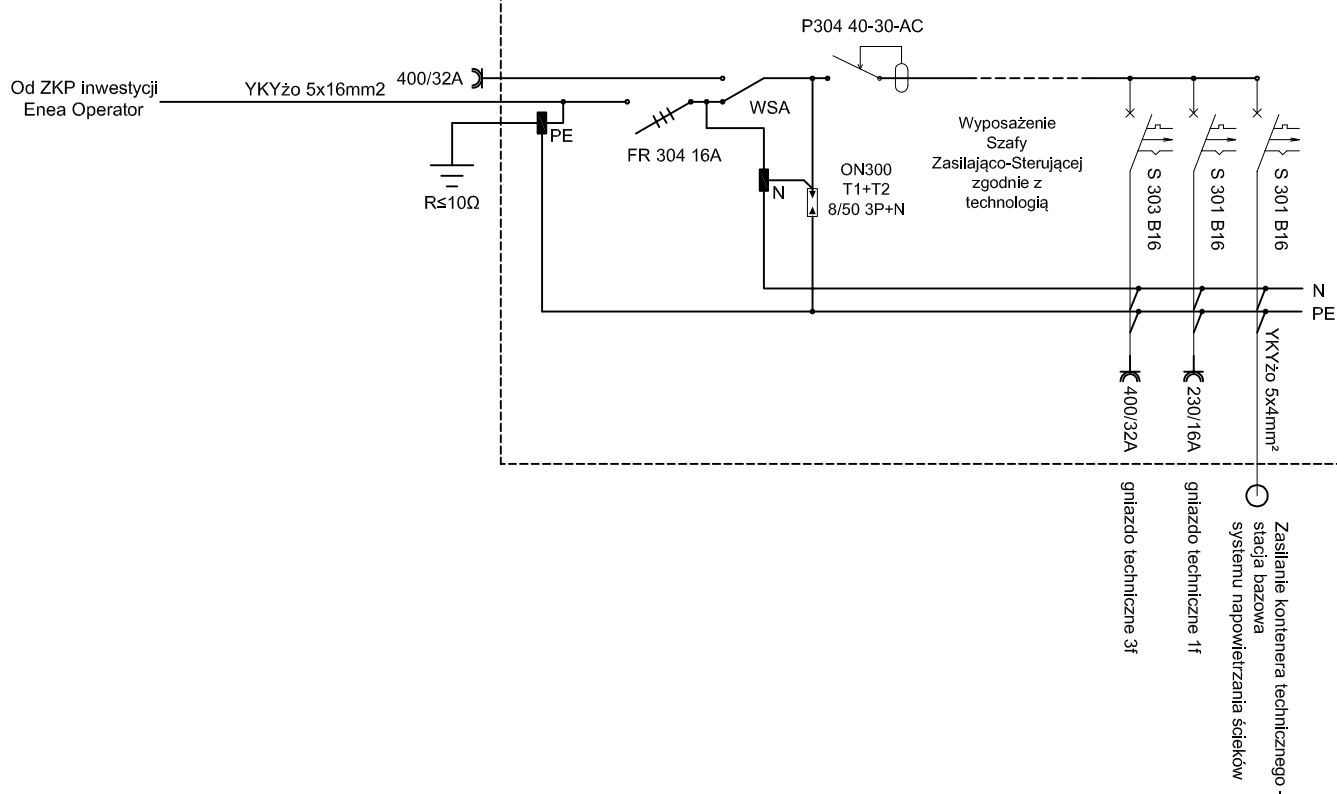 P304 40-30-AC
400/32A
Od ZKP inwestycji
Enea Operator
YKYżo 5x16mm2
WSA
PE
FR 304 16A
R≤10Ω
N
ON300
T1+T2
8/50 3P+N
Wyposażenie
Szafy
Zasilająco-Sterującej
zgodnie z
technologią
S 303 B16
S 301 B16
S 301 B16
N
PE
YKYżo 5x4mm²
400/32A
230/16A
gniazdo techniczne 3f
gniazdo techniczne 1f
Zasilanie kontenera technicznego -
stacja bazowa
systemu napowietrzania ścieków